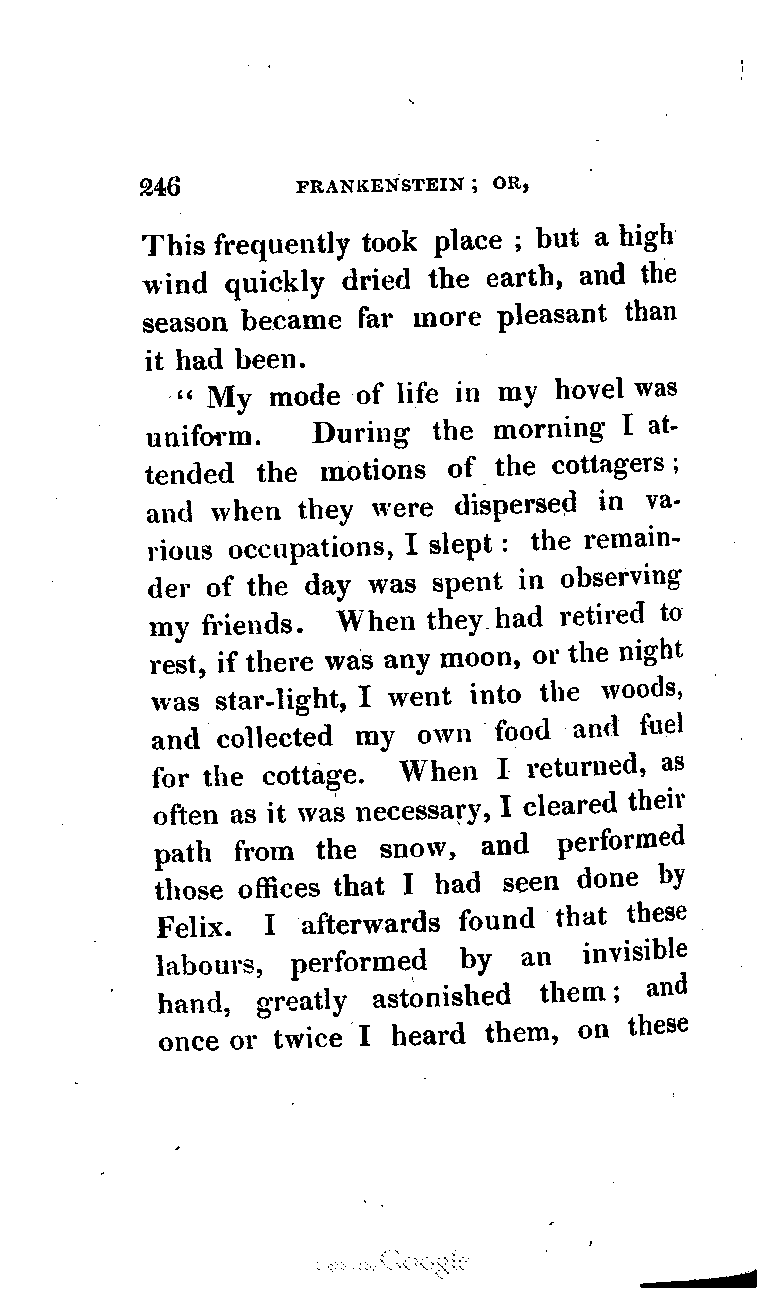 246 FRANKENSTEIN ; OR,
This frequently took place ; but a high
wind quickly dried the earth, and the
season became far more pleasant than
it had been.
“ My mode of life in my hovel was
uniform. During the morning I at-
tended the motions of the cottagers ;
and when they were dispersed in va-
rious occupations, I slept : the remain-
der of the day was spent in observing
my friends. When they had retired to
rest, if there was any moon, or the night
was star-light, I went into the woods,
and collected my own food and fuel
for the cottage. When I returned, as
often as it was necessary, I cleared their
path from the snow, and performed
those offices that I had seen done by
Felix. I afterwards found that these
labours, performed by an invisible
hand, greatly astonished them ; and
once or twice I heard them, on these
Google